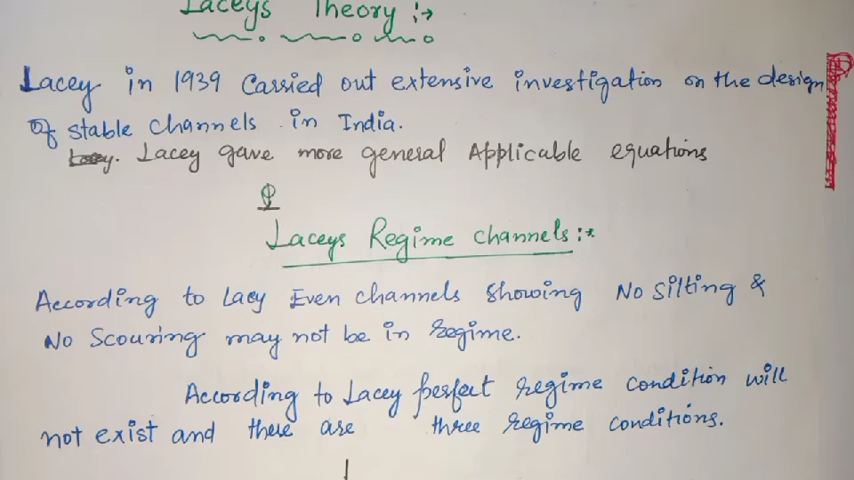 Laceys Theory :→
Lacey in 1939 Carried out extensive investigation on the design
Of stable channels in India.
Lacey gave more general Applicable equations
Laceys Regime channels :*
According to Lacy Even channels showing No Silting &
No Scouring may not be in regime.
According to Lacey perfect regime condition will
not exist and there are three regime conditions.